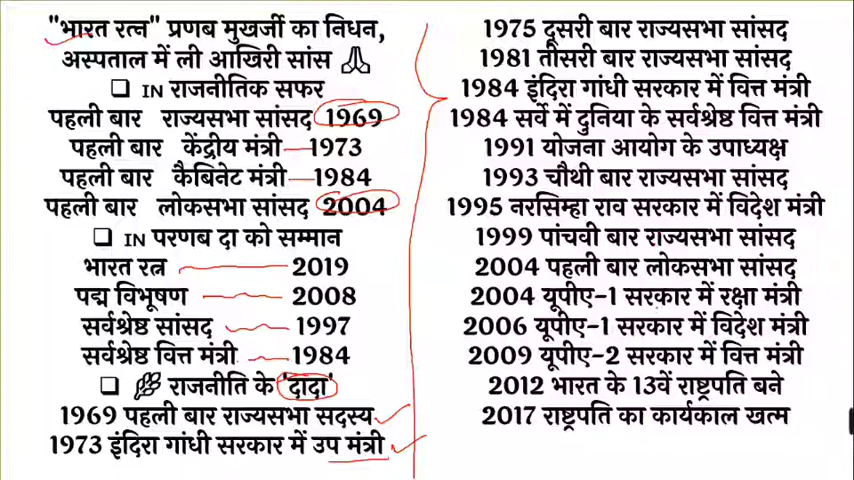 "भारत रत्न" प्रणब मुखर्जी का निधन,
अस्पताल में ली आखिरी सांस
IN राजनीतिक सफर
पहली बार राज्यसभा सांसद 1969
पहली बार केंद्रीय मंत्री 1973
पहली बार कैबिनेट मंत्री 1984
पहली बार लोकसभा सांसद 2004
IN परणब दा को सम्मान
भारत रत्न 2019
पद्म विभूषण 2008
सर्वश्रेष्ठ सांसद 1997
सर्वश्रेष्ठ वित्त मंत्री 1984
राजनीति के 'दादा'
1969 पहली बार राज्यसभा सदस्य
1973 इंदिरा गांधी सरकार में उप मंत्री
1975 दूसरी बार राज्यसभा सांसद
1981 तीसरी बार राज्यसभा सांसद
1984 इंदिरा गांधी सरकार में वित्त मंत्री
1984 सर्वे में दुनिया के सर्वश्रेष्ठ वित्त मंत्री
1991 योजना आयोग के उपाध्यक्ष
1993 चौथी बार राज्यसभा सांसद
1995 नरसिम्हा राव सरकार में विदेश मंत्री
1999 पांचवी बार राज्यसभा सांसद
2004 पहली बार लोकसभा सांसद
2004 यूपीए-1 सरकार में रक्षा मंत्री
2006 यूपीए-1 सरकार में विदेश मंत्री
2009 यूपीए-2 सरकार में वित्त मंत्री
2012 भारत के 13वें राष्ट्रपति बने
2017 राष्ट्रपति का कार्यकाल खत्म